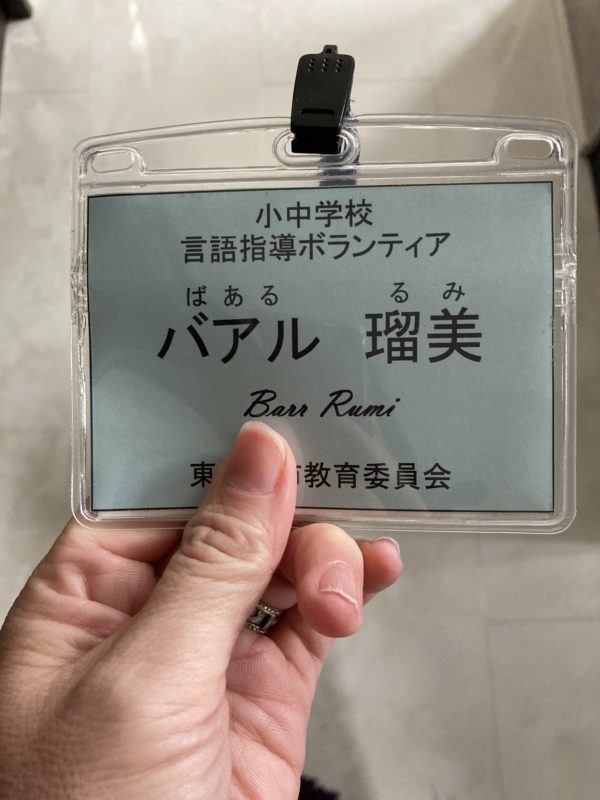 小中学校
言語指導ボランティア
ばある るみ
バアル 瑠美
Barr Rumi
東 市教育委員会